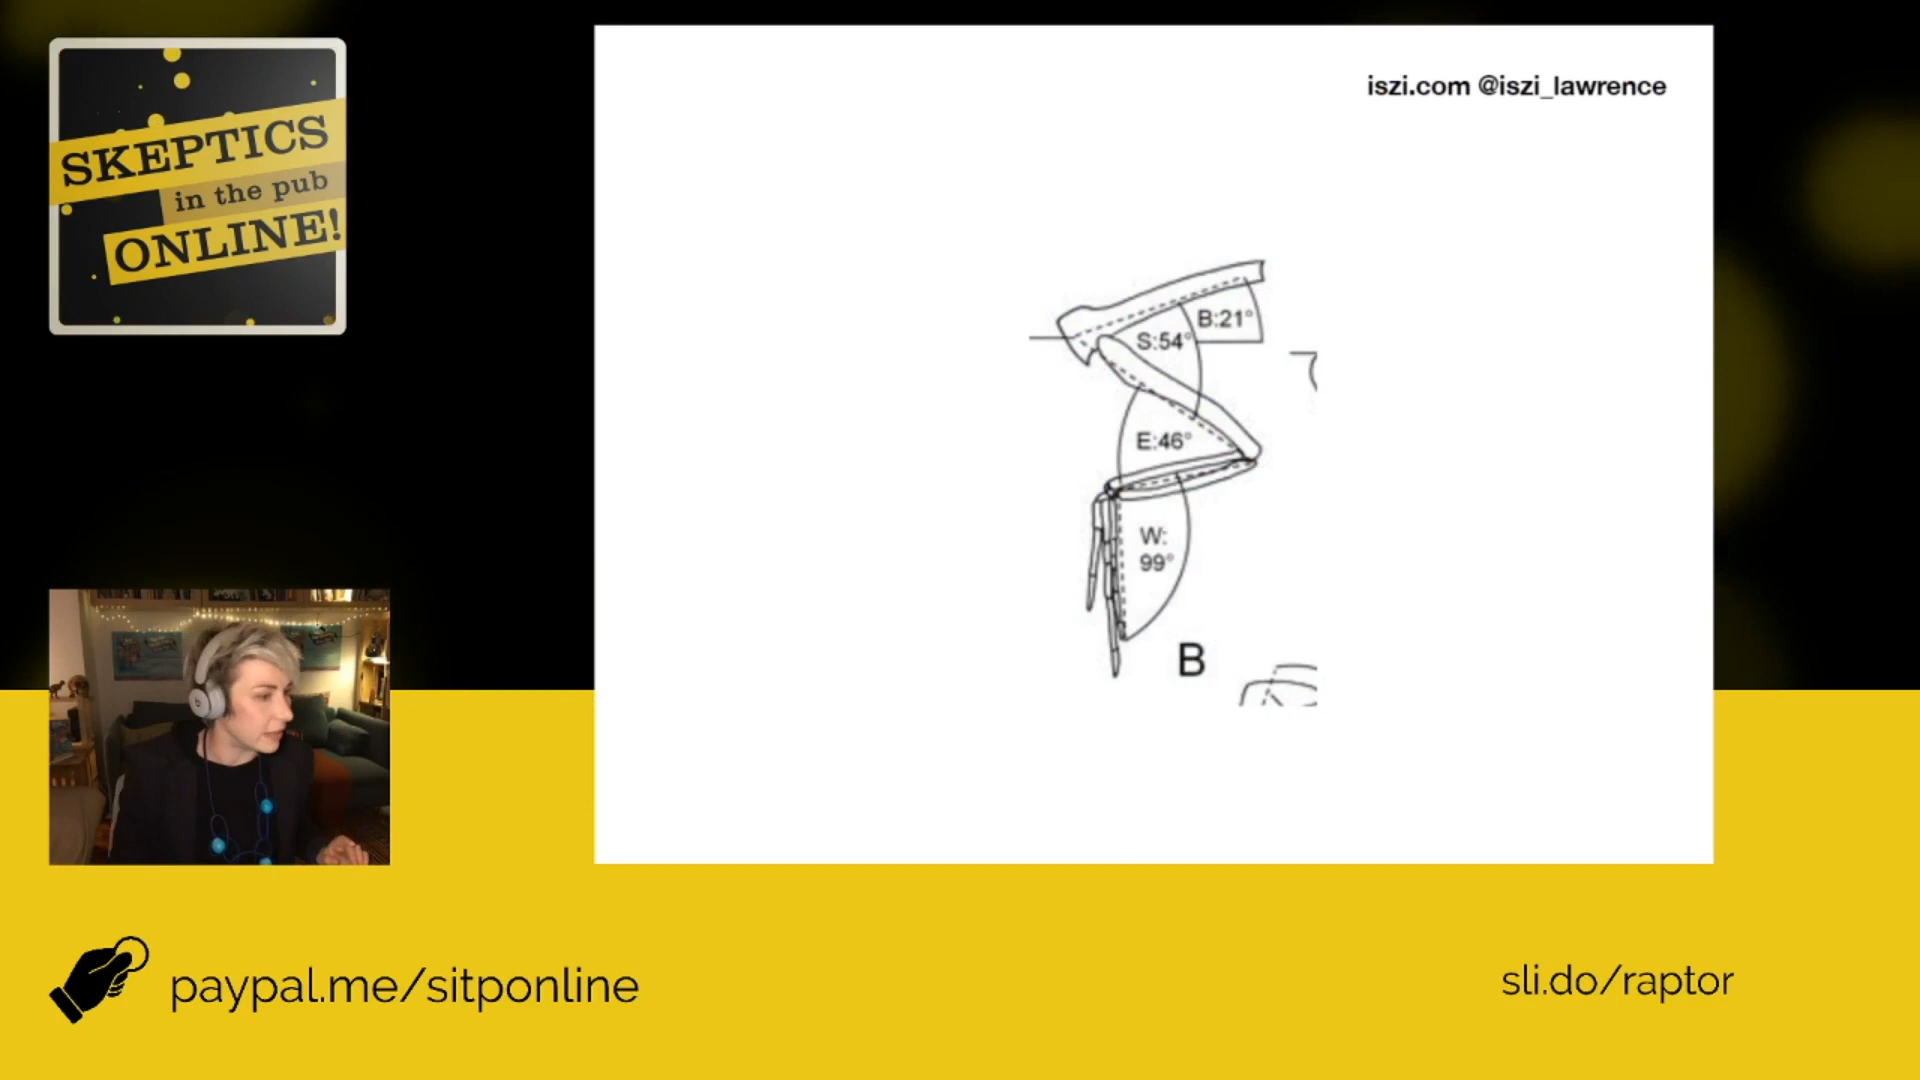 SKEPTICS
in the pub
ONLINE!
iszi.com @iszi_lawrence
B:21°
S:54°
E:46°
W:
99°
B
paypal.me/sitponline
sli.do/raptor